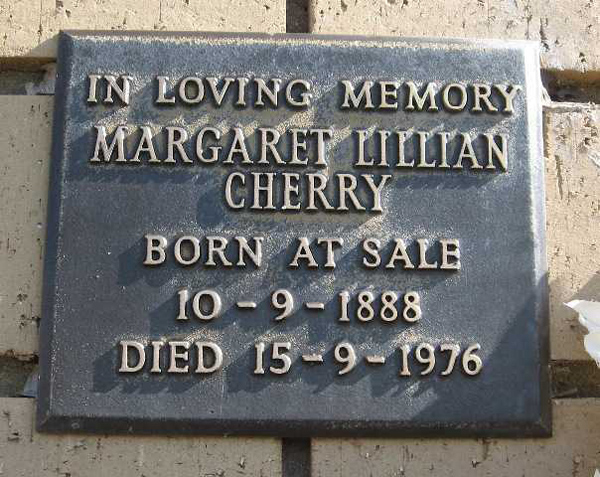 IN LOVING MEMORY
MARGARET LILLIAN
CHERRY
BORN AT SALE
10-9-1888
DIED 15-9-1976